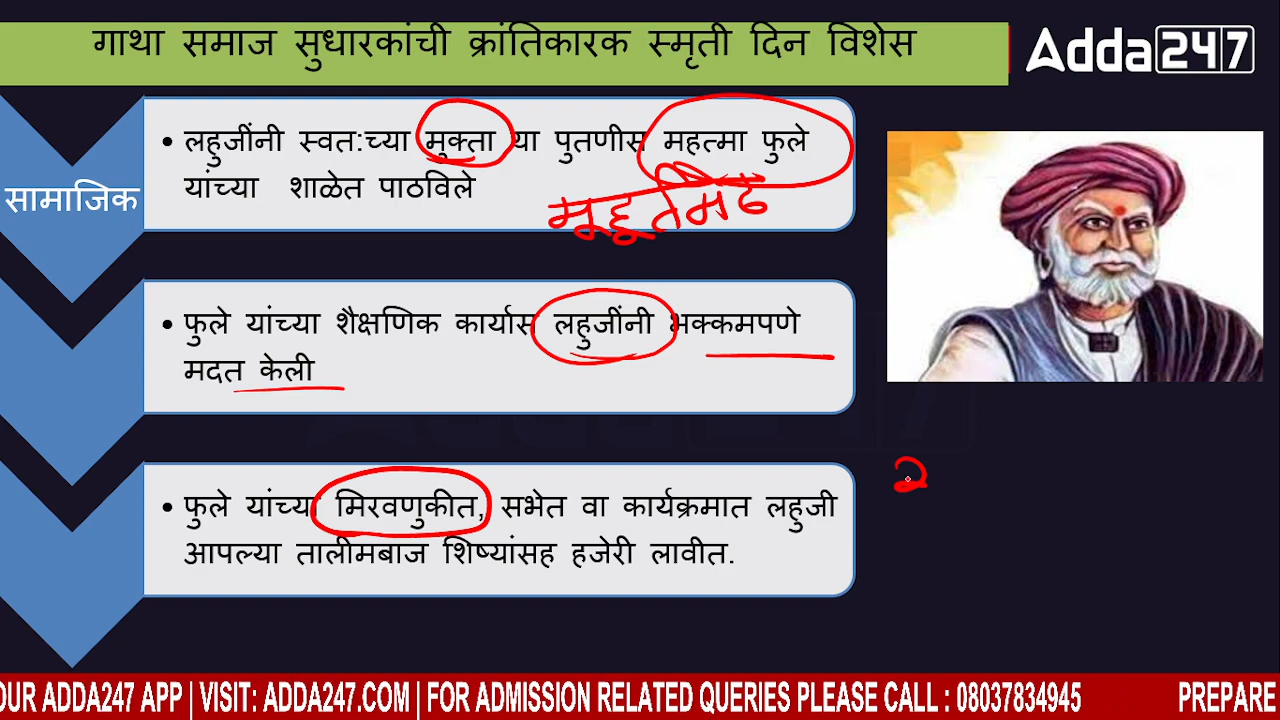 गाथा समाज सुधारकांची क्रांतिकारक स्मृती दिन विशेस
Adda247
सामाजिक
• लहुजींनी स्वत:च्या मुक्ता या पुतणीस महत्मा फुले
यांच्या शाळेत पाठविले
• फुले यांच्या शैक्षणिक कार्यास लहुजींनी भक्कमपणे
मदत केली
• फुले यांच्या मिरवणुकीत, सभेत वा कार्यक्रमात लहुजी
आपल्या तालीमबाज शिष्यांसह हजेरी लावीत.
OUR ADDA247 APP | VISIT: ADDA247.COM | FOR ADMISSION RELATED QUERIES PLEASE CALL : 08037834945 PREPARE